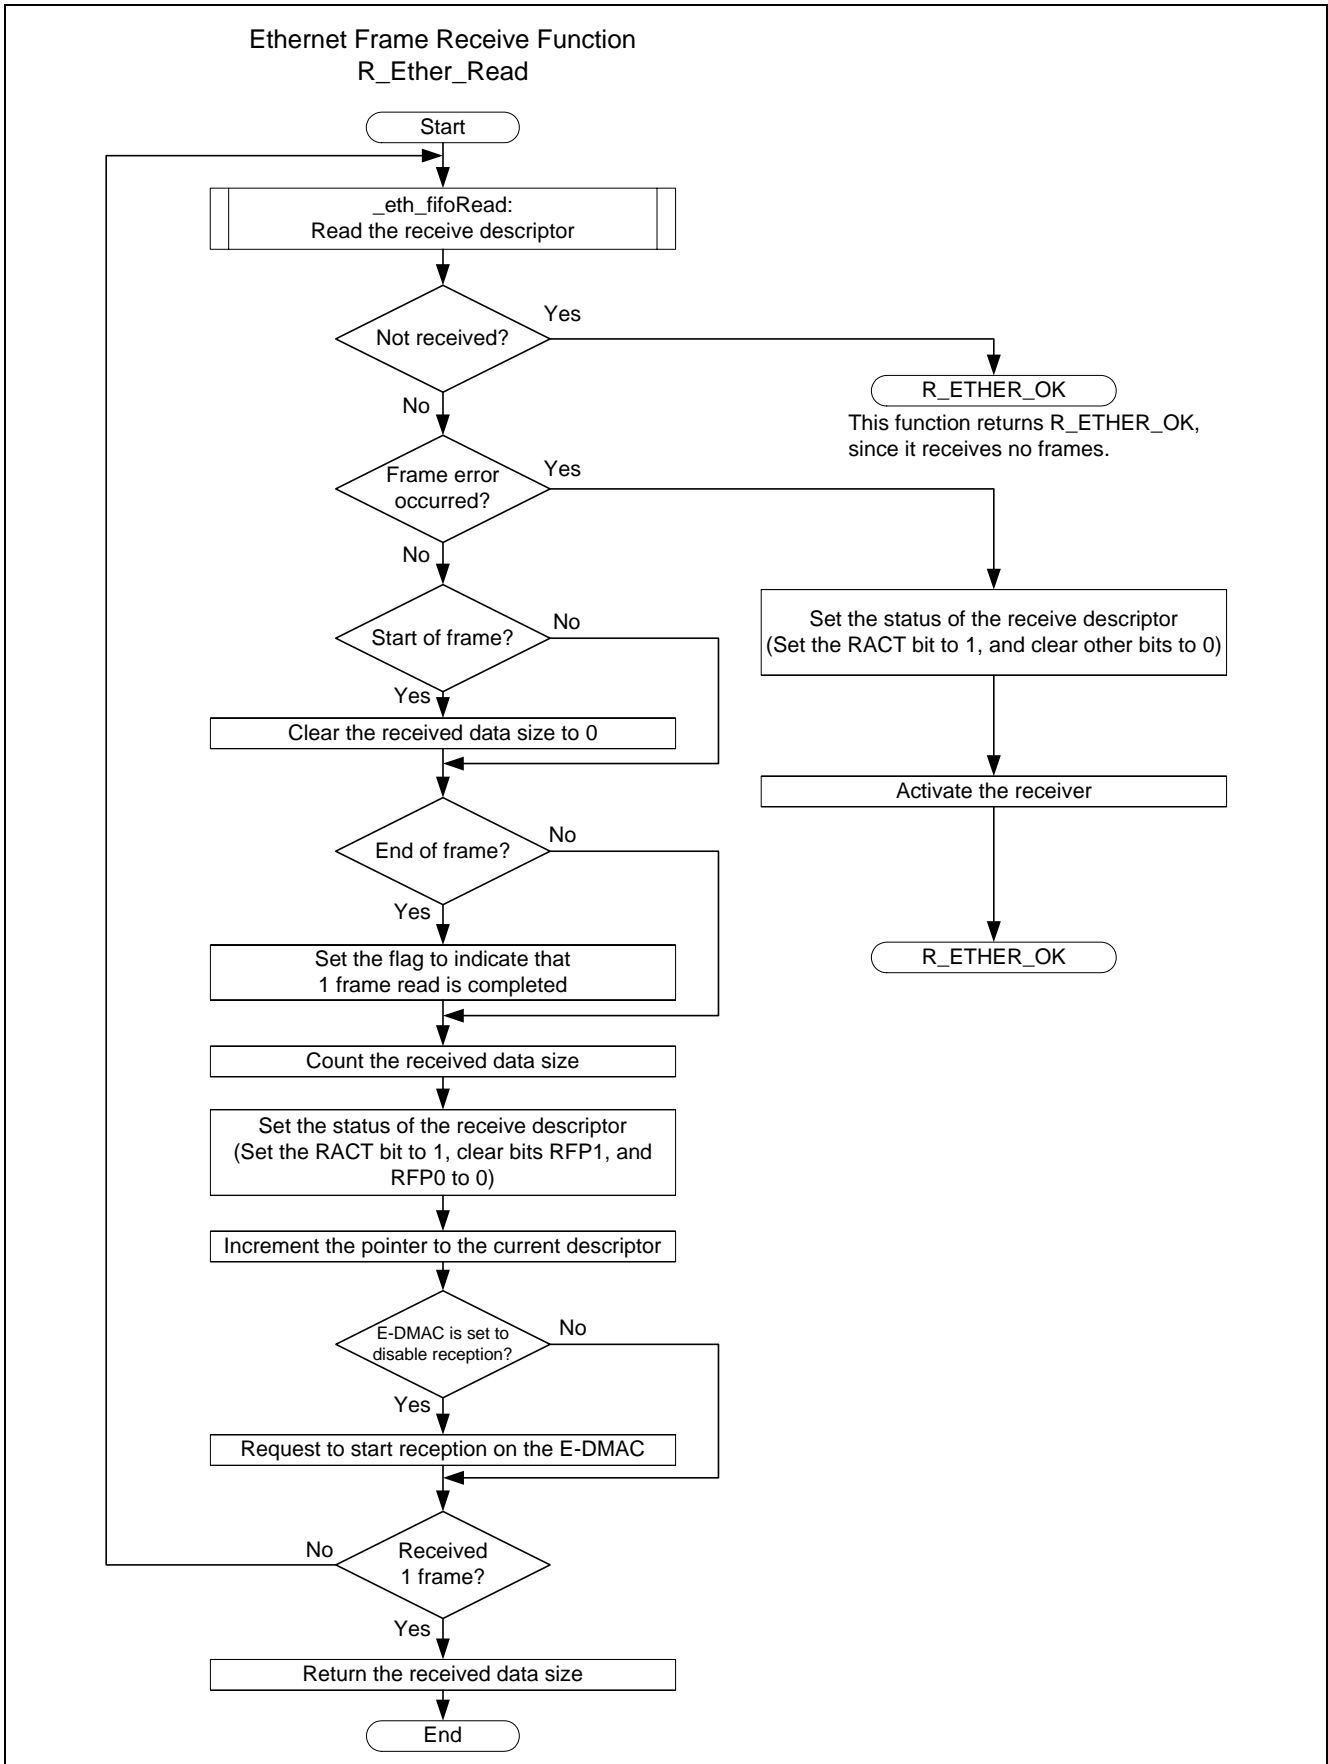 Ethernet Frame Receive Function
R_Ether_Read
Start
_eth_fifoRead:
Read the receive descriptor
Not received?
Yes
No
R_ETHER_OK
This function returns R_ETHER_OK,
since it receives no frames.
Frame error
occurred?
Yes
No
Set the status of the receive descriptor
(Set the RACT bit to 1, and clear other bits to 0)
Activate the receiver
R_ETHER_OK
Start of frame?
No
Yes
Clear the received data size to 0
End of frame?
No
Yes
Set the flag to indicate that
1 frame read is completed
Count the received data size
Set the status of the receive descriptor
(Set the RACT bit to 1, clear bits RFP1, and
RFP0 to 0)
Increment the pointer to the current descriptor
E-DMAC is set to
disable reception?
No
Yes
Request to start reception on the E-DMAC
Received
1 frame?
No
Yes
Return the received data size
End